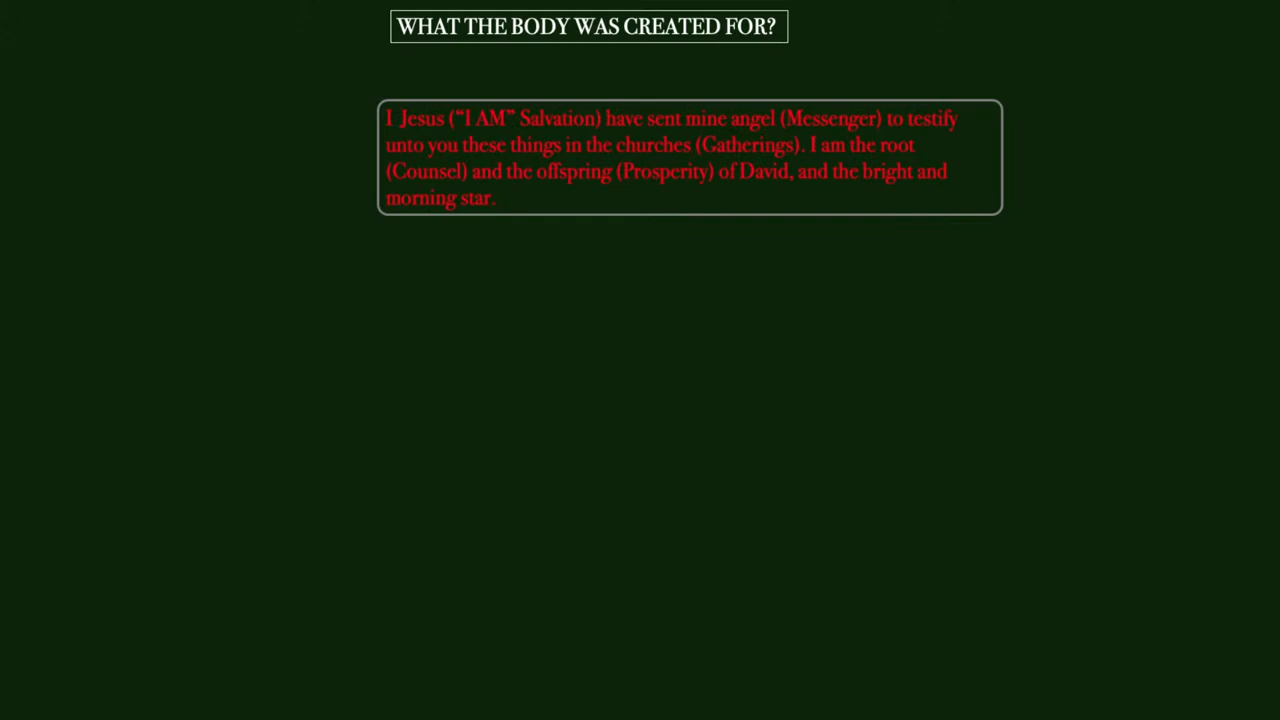 WHAT THE BODY WAS CREATED FOR?
I Jesus (“I AM” Salvation) have sent mine angel (Messenger) to testify
unto you these things in the churches (Gatherings). I am the root
(Counsel) and the offspring (Prosperity) of David, and the bright and
morning star.